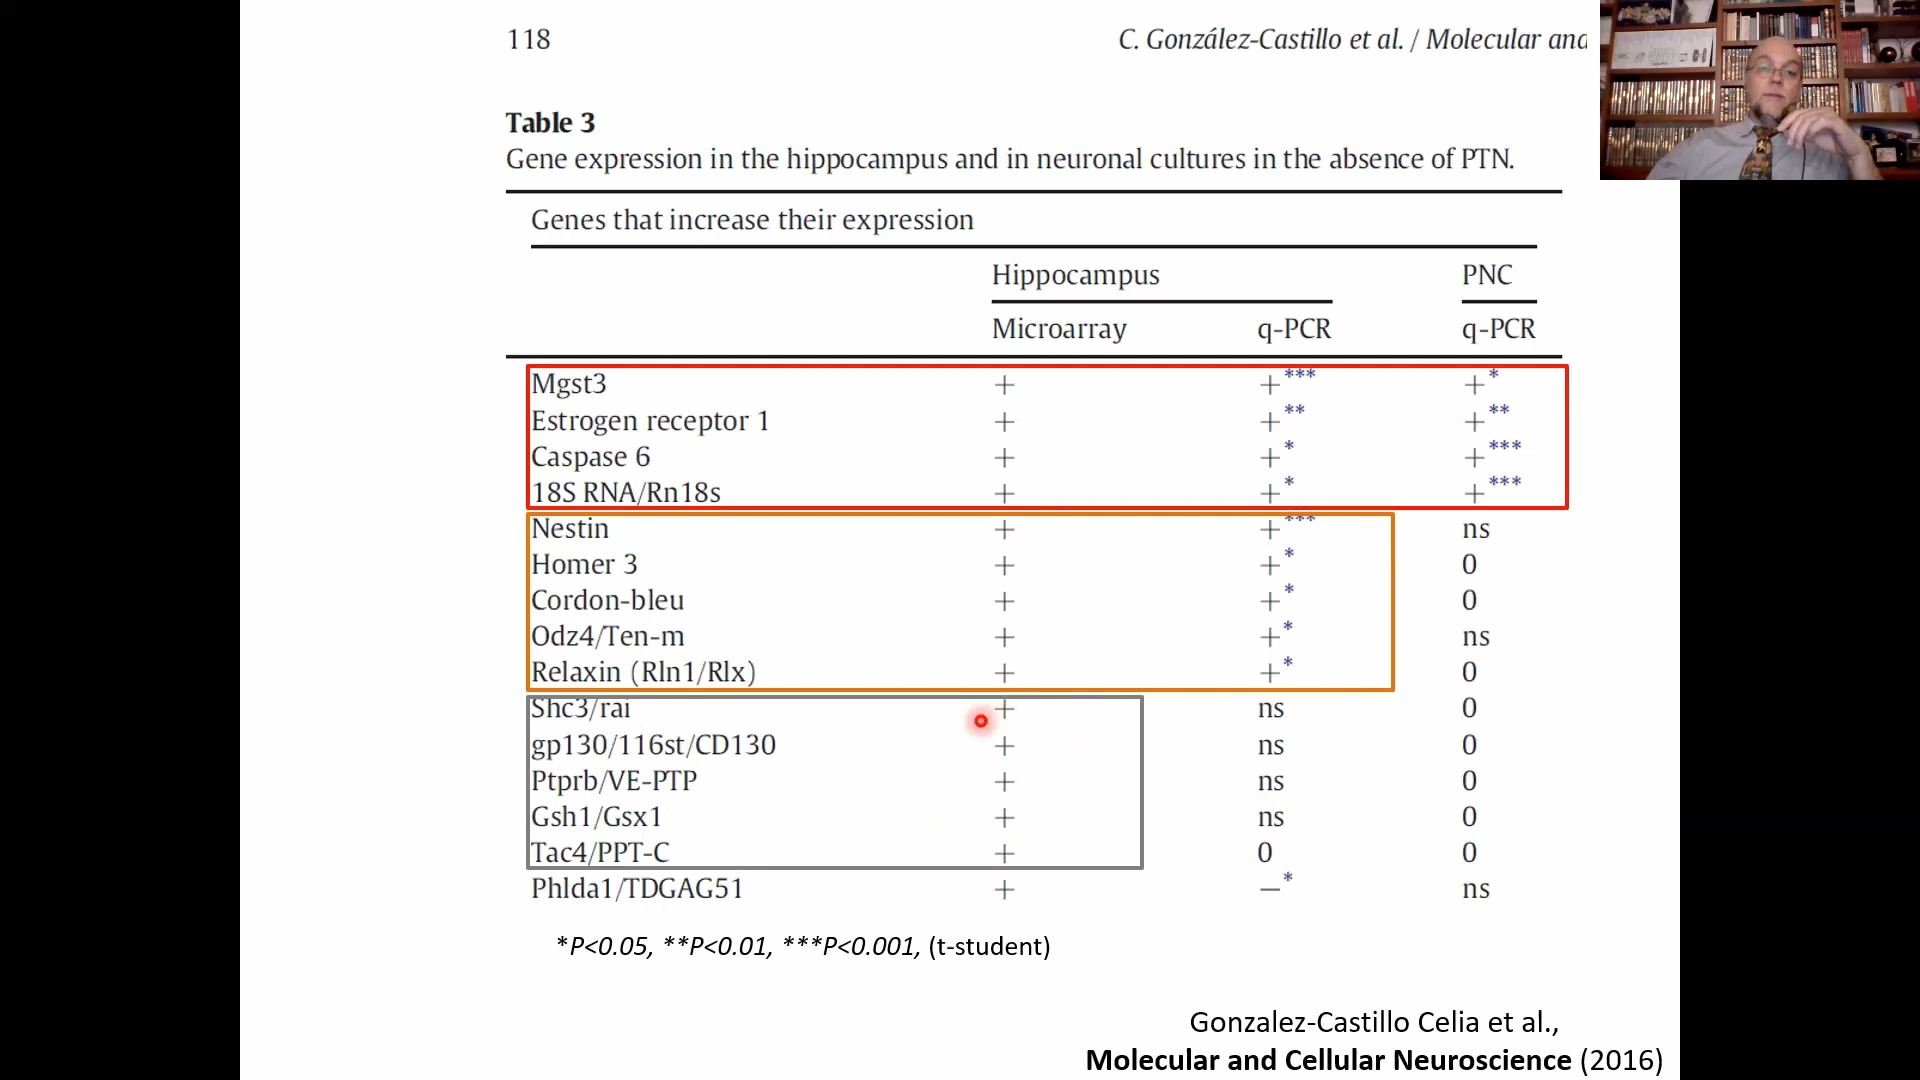 118 C. González-Castillo et al. / Molecular and
Table 3
Gene expression in the hippocampus and in neuronal cultures in the absence of PTN.
Genes that increase their expression
Hippocampus PNC
Microarray q-PCR q-PCR
Mgst3 + +*** +*
Estrogen receptor 1 + +** +**
Caspase 6 + +* +***
18S RNA/Rn18s + +* +***
Nestin + +*** ns
Homer 3 + +* 0
Cordon-bleu + +* 0
Odz4/Ten-m + +* ns
Relaxin (Rln1/Rlx) + +* 0
Shc3/rai + ns 0
gp130/116st/CD130 + ns 0
Ptprb/VE-PTP + ns 0
Gsh1/Gsx1 + ns 0
Tac4/PPT-C + 0 0
Phlda1/TDGAG51 + −* ns
*P<0.05, **P<0.01, ***P<0.001, (t-student)
Gonzalez-Castillo Celia et al.,
Molecular and Cellular Neuroscience (2016)